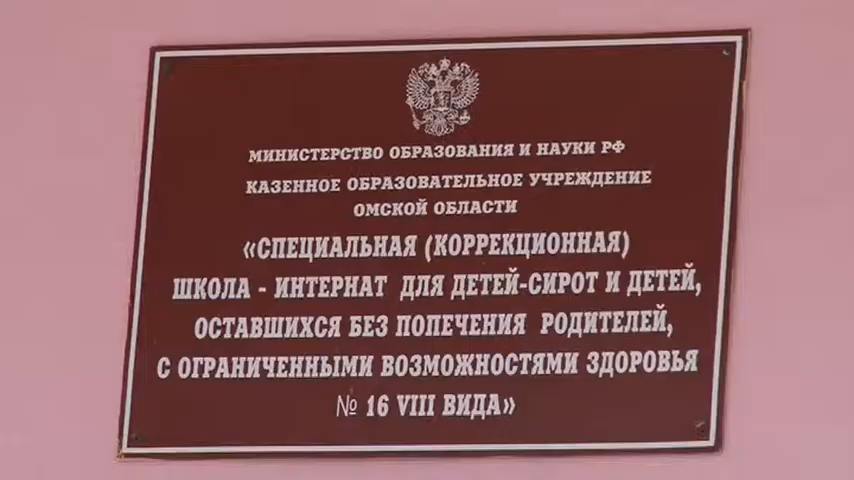 МИНИСТЕРСТВО ОБРАЗОВАНИЯ И НАУКИ РФ
КАЗЕННОЕ ОБРАЗОВАТЕЛЬНОЕ УЧРЕЖДЕНИЕ
ОМСКОЙ ОБЛАСТИ
«СПЕЦИАЛЬНАЯ (КОРРЕКЦИОННАЯ)
ШКОЛА - ИНТЕРНАТ ДЛЯ ДЕТЕЙ-СИРОТ И ДЕТЕЙ,
ОСТАВШИХСЯ БЕЗ ПОПЕЧЕНИЯ РОДИТЕЛЕЙ,
С ОГРАНИЧЕННЫМИ ВОЗМОЖНОСТЯМИ ЗДОРОВЬЯ
№ 16 VIII ВИДА»